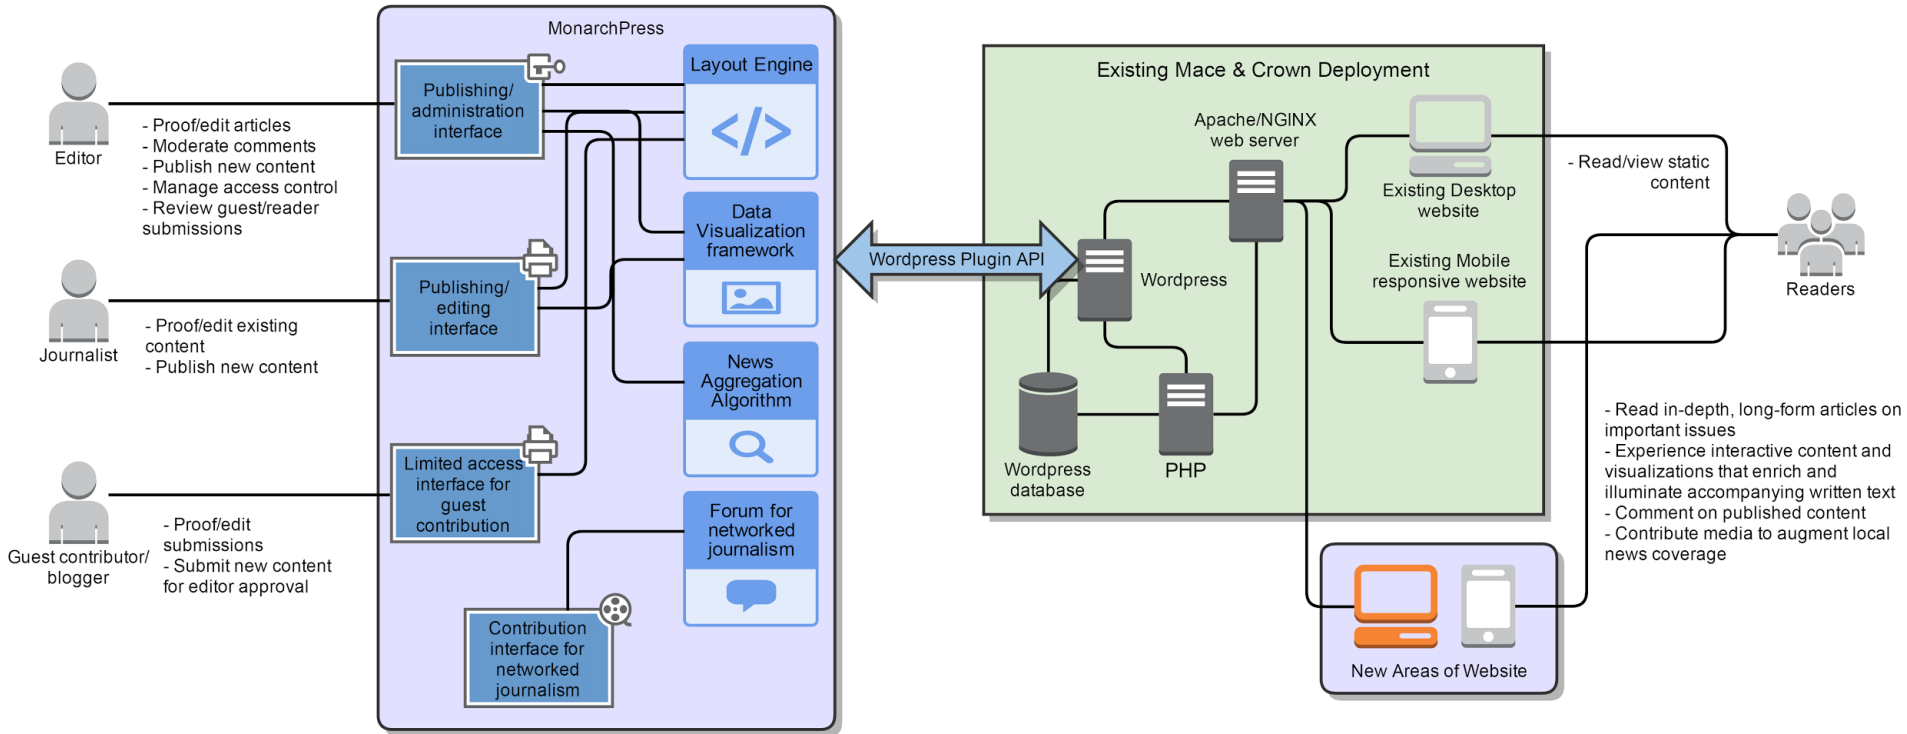 MonarchPress
Editor
- Proof/edit articles
- Moderate comments
- Publish new content
- Manage access control
- Review guest/reader
submissions
Journalist
- Proof/edit existing
content
- Publish new content
Guest contributor/
blogger
- Proof/edit
submissions
- Submit new content
for editor approval
Publishing/
administration
interface
Publishing/
editing
interface
Limited access
interface for
guest
contribution
Contribution
interface for
networked
journalism
Layout Engine
</>
Data
Visualization
framework
News
Aggregation
Algorithm
Forum for
networked
journalism
Wordpress Plugin API
Existing Mace & Crown Deployment
Apache/NGINX
web server
Wordpress
Wordpress
database
PHP
Existing Desktop
website
Existing Mobile
responsive website
New Areas of Website
- Read/view static
content
Readers
- Read in-depth, long-form articles on
important issues
- Experience interactive content and
visualizations that enrich and
illuminate accompanying written text
- Comment on published content
- Contribute media to augment local
news coverage